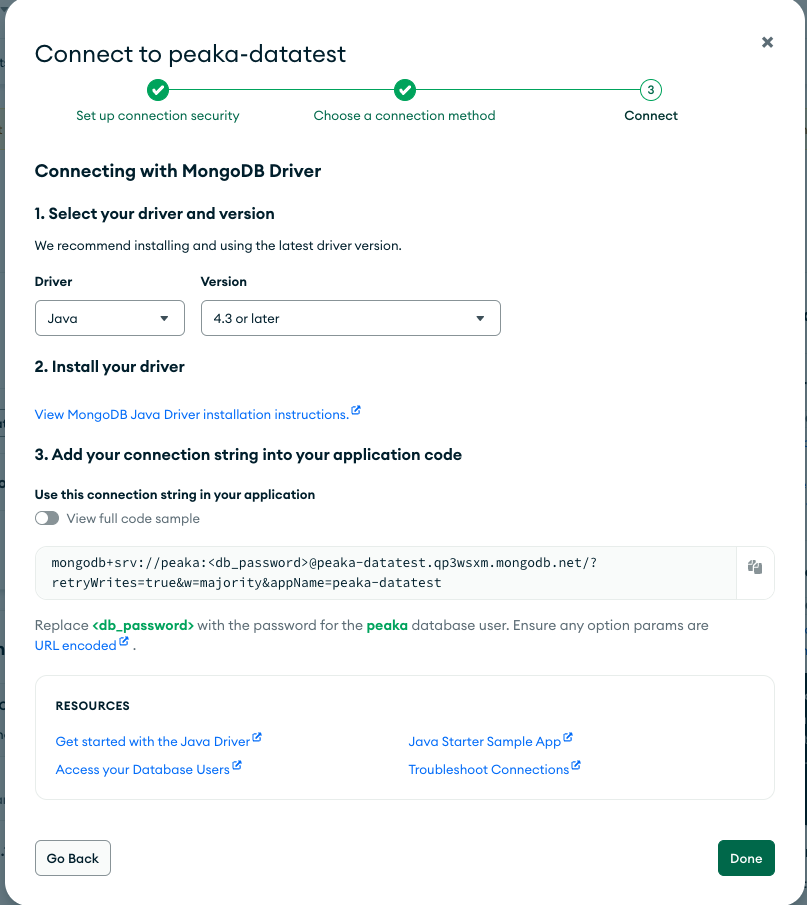 Connect to peaka-datatest
Set up connection security
Choose a connection method
3
Connect
Connecting with MongoDB Driver
1. Select your driver and version
We recommend installing and using the latest driver version.
Driver
Version
Java
4.3 or later
2. Install your driver
View MongoDB Java Driver installation instructions.
3. Add your connection string into your application code
Use this connection string in your application
View full code sample
mongodb+srv://peaka:<db_password>@peaka-datatest.qp3wsxm.mongodb.net/?
retryWrites=true&w=majority&appName=peaka-datatest
Replace <db_password> with the password for the peaka database user. Ensure any option params are
URL encoded .
RESOURCES
Get started with the Java Driver
Java Starter Sample App
Access your Database Users
Troubleshoot Connections
Go Back
Done